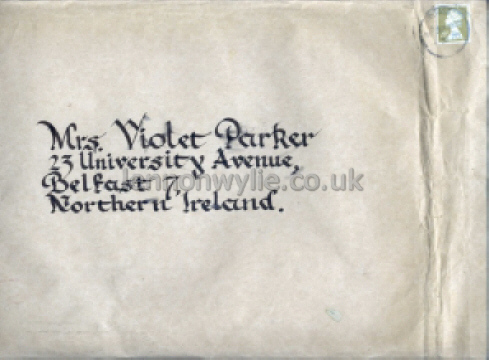 Mrs. Violet Parker
23 University Avenue,
Belfast 7,
lennonwylie.co.uk
Northern Ireland.